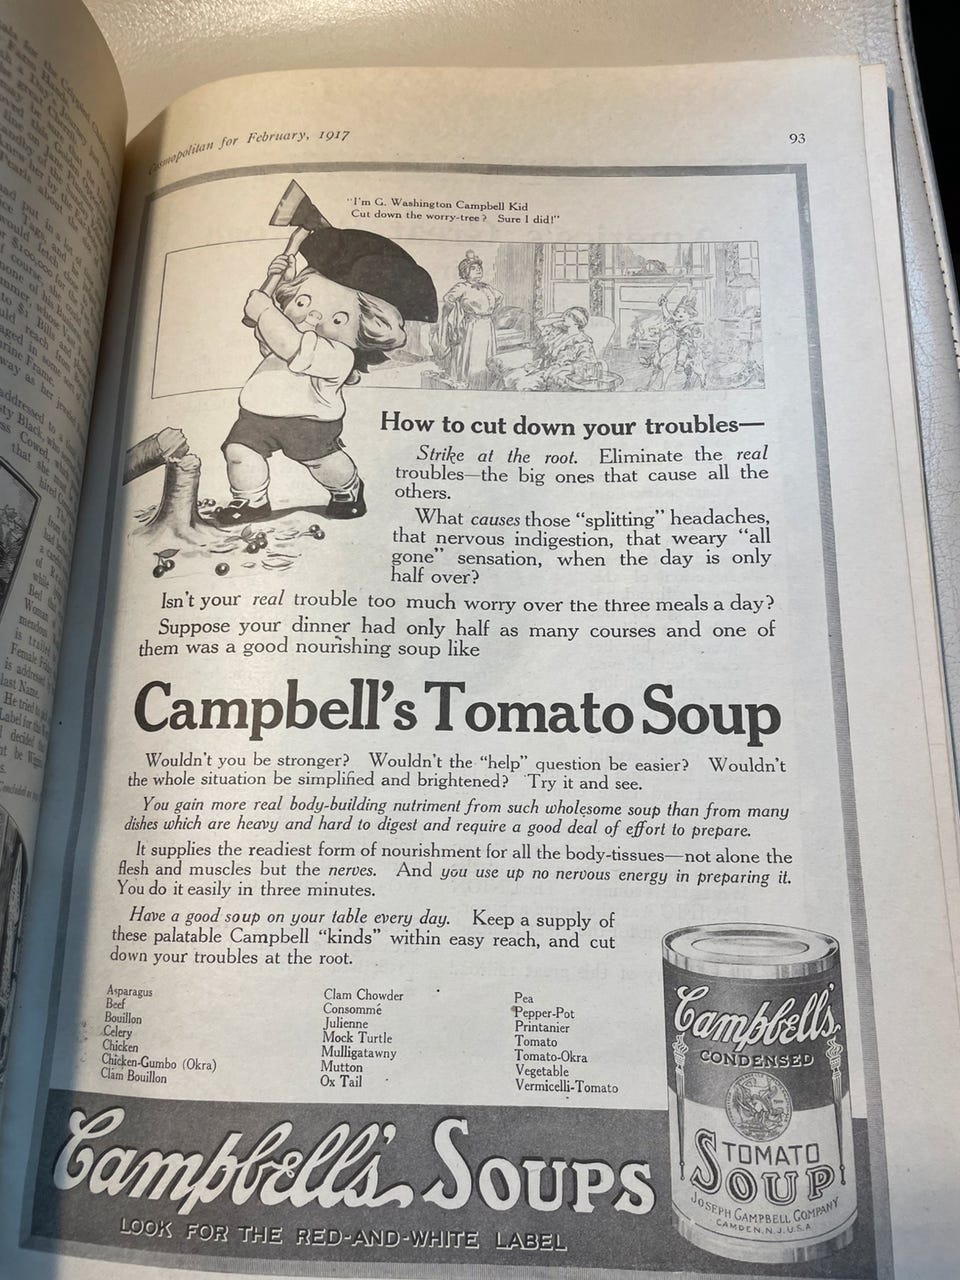 Cosmopolitan for February, 1917
93
"I'm G. Washington Campbell Kid
Cut down the worry-tree? Sure I did!"
How to cut down your troubles—
Strike at the root. Eliminate the real
troubles—the big ones that cause all the
others.
What causes those "splitting" headaches,
that nervous indigestion, that weary "all
gone" sensation, when the day is only
half over?
Isn't your real trouble too much worry over the three meals a day?
Suppose your dinner had only half as many courses and one of
them was a good nourishing soup like
Campbell's Tomato Soup
Wouldn't you be stronger? Wouldn't the "help" question be easier? Wouldn't
the whole situation be simplified and brightened? Try it and see.
You gain more real body-building nutriment from such wholesome soup than from many
dishes which are heavy and hard to digest and require a good deal of effort to prepare.
It supplies the readiest form of nourishment for all the body-tissues—not alone the
flesh and muscles but the nerves. And you use up no nervous energy in preparing it.
You do it easily in three minutes.
Have a good soup on your table every day. Keep a supply of
these palatable Campbell "kinds" within easy reach, and cut
down your troubles at the root.
Asparagus
Beef
Bouillon
Celery
Chicken
Chicken-Gumbo (Okra)
Clam Bouillon
Clam Chowder
Consommé
Julienne
Mock Turtle
Mulligatawny
Mutton
Ox Tail
Pea
Pepper-Pot
Printanier
Tomato
Tomato-Okra
Vegetable
Vermicelli-Tomato
Campbell's
CONDENSED
TOMATO
SOUP
JOSEPH CAMPBELL COMPANY
CAMDEN, N.J., U.S.A
Campbell's SOUPS
LOOK FOR THE RED-AND-WHITE LABEL